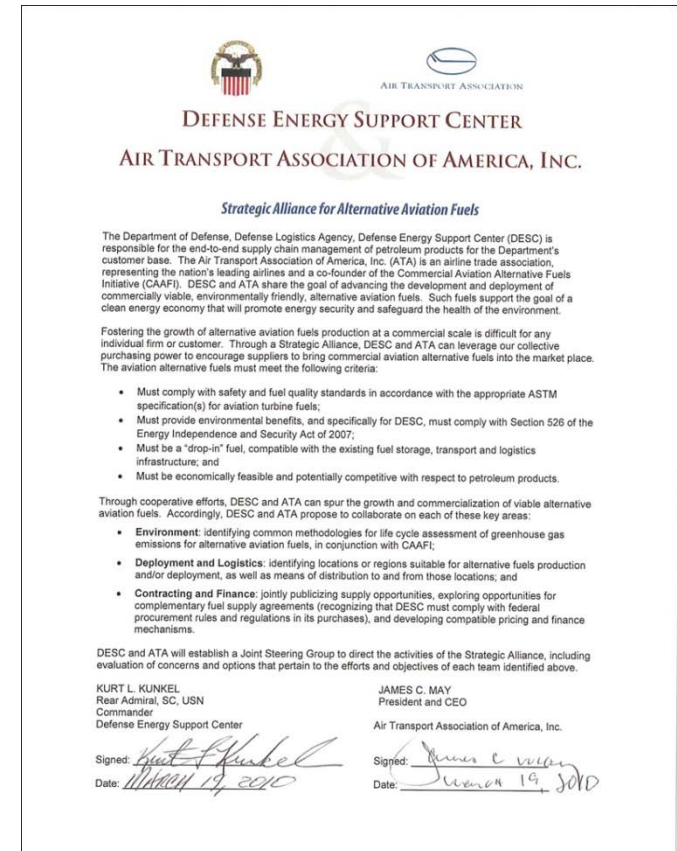 AIR TRANSPORT ASSOCIATION
&
DEFENSE ENERGY SUPPORT CENTER
AIR TRANSPORT ASSOCIATION OF AMERICA, INC.
Strategic Alliance for Alternative Aviation Fuels
The Department of Defense, Defense Logistics Agency, Defense Energy Support Center (DESC) is
responsible for the end-to-end supply chain management of petroleum products for the Department's
customer base. The Air Transport Association of America, Inc. (ATA) is an airline trade association,
representing the nation's leading airlines and a co-founder of the Commercial Aviation Alternative Fuels
Initiative (CAAFI). DESC and ATA share the goal of advancing the development and deployment of
commercially viable, environmentally friendly, alternative aviation fuels. Such fuels support the goal of a
clean energy economy that will promote energy security and safeguard the health of the environment.
Fostering the growth of alternative aviation fuels production at a commercial scale is difficult for any
individual firm or customer. Through a Strategic Alliance, DESC and ATA can leverage our collective
purchasing power to encourage suppliers to bring commercial aviation alternative fuels into the market place.
The aviation alternative fuels must meet the following criteria:
• Must comply with safety and fuel quality standards in accordance with the appropriate ASTM
specification(s) for aviation turbine fuels;
• Must provide environmental benefits, and specifically for DESC, must comply with Section 526 of the
Energy Independence and Security Act of 2007;
• Must be a "drop-in" fuel, compatible with the existing fuel storage, transport and logistics
infrastructure; and
• Must be economically feasible and potentially competitive with respect to petroleum products.
Through cooperative efforts, DESC and ATA can spur the growth and commercialization of viable alternative
aviation fuels. Accordingly, DESC and ATA propose to collaborate on each of these key areas:
• Environment: identifying common methodologies for life cycle assessment of greenhouse gas
emissions for alternative aviation fuels, in conjunction with CAAFI;
• Deployment and Logistics: identifying locations or regions suitable for alternative fuels production
and/or deployment, as well as means of distribution to and from those locations; and
• Contracting and Finance: jointly publicizing supply opportunities, exploring opportunities for
complementary fuel supply agreements (recognizing that DESC must comply with federal
procurement rules and regulations in its purchases), and developing compatible pricing and finance
mechanisms.
DESC and ATA will establish a Joint Steering Group to direct the activities of the Strategic Alliance, including
evaluation of concerns and options that pertain to the efforts and objectives of each team identified above.
KURT L. KUNKEL
Rear Admiral, SC, USN
Commander
Defense Energy Support Center
Signed: Kurt L Kunkel
Date: MARCH 19, 2010
JAMES C. MAY
President and CEO
Air Transport Association of America, Inc.
Signed: James C May
Date: March 19, 2010